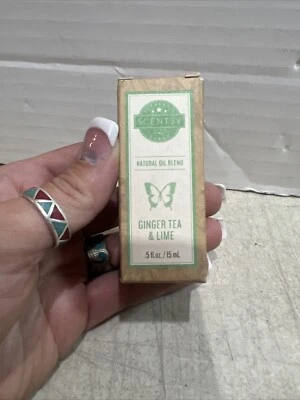 SCENTSY
NATURAL OIL BLEND
GINGER TEA
& LIME
.5 fl oz. / 15 mL